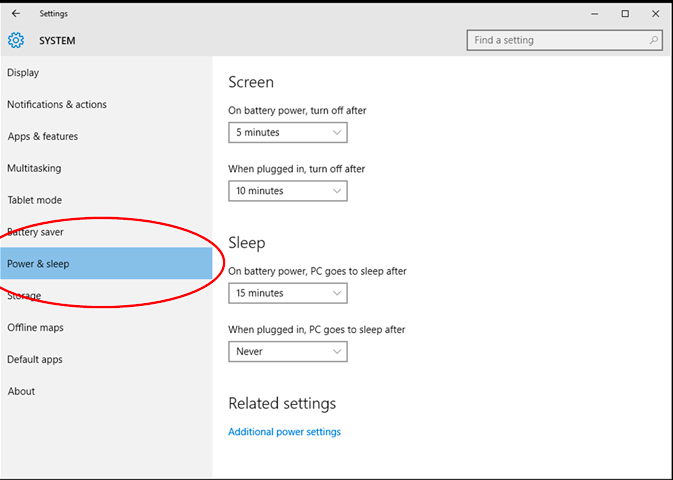 Settings
SYSTEM
Find a setting
Display
Notifications & actions
Apps & features
Multitasking
Tablet mode
Battery saver
Power & sleep
Storage
Offline maps
Default apps
About
Screen
On battery power, turn off after
5 minutes
When plugged in, turn off after
10 minutes
Sleep
On battery power, PC goes to sleep after
15 minutes
When plugged in, PC goes to sleep after
Never
Related settings
Additional power settings